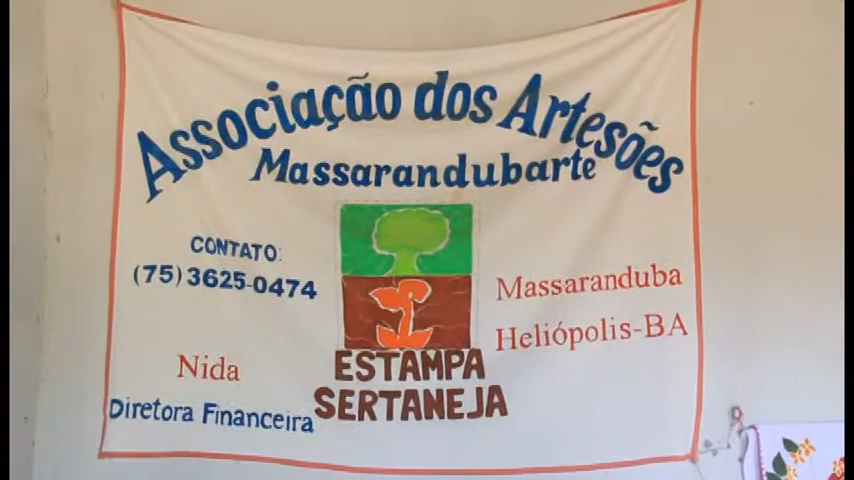 Associação dos Artesões
Massarandubarte
CONTATO:
(75)3625-0474
Massaranduba
Heliópolis-BA
Nida
Diretora Financeira
ESTAMPA
SERTANEJA